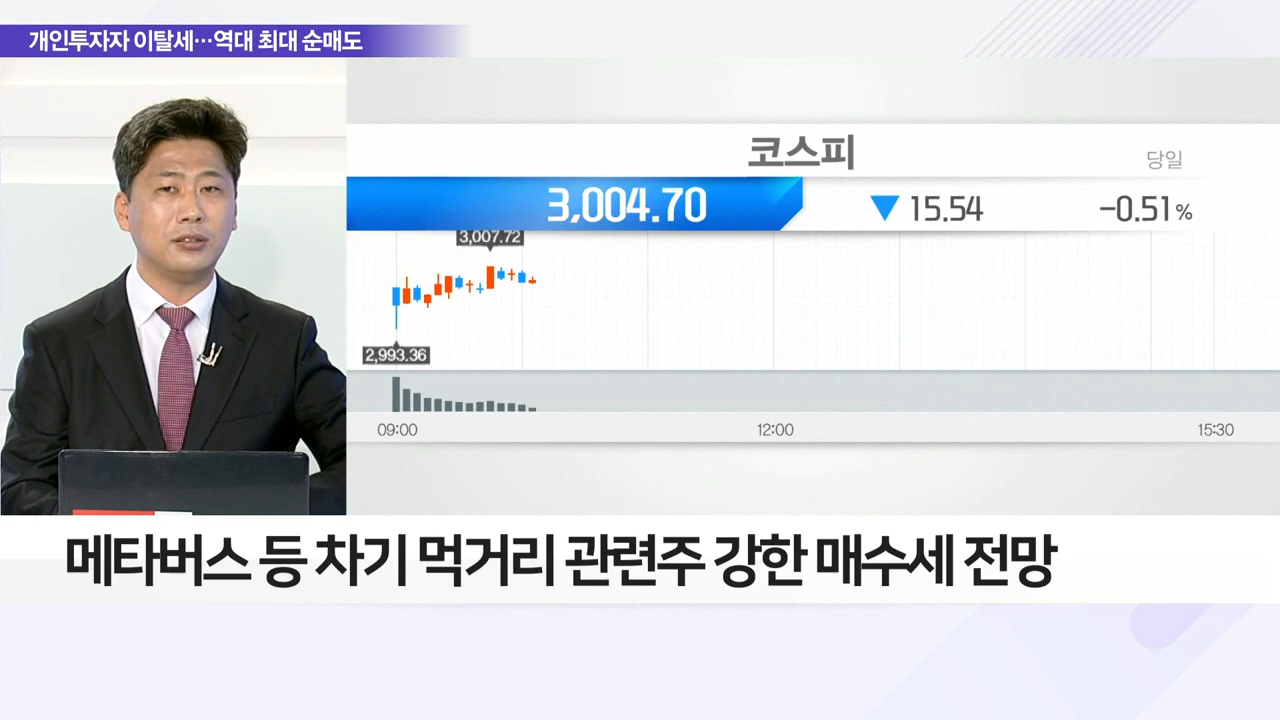 개인투자자 이탈세…역대 최대 순매도
코스피
당일
3,004.70 ▼ 15.54 -0.51%
3,007.72
2,993.36
09:00 12:00 15:30
메타버스 등 차기 먹거리 관련주 강한 매수세 전망